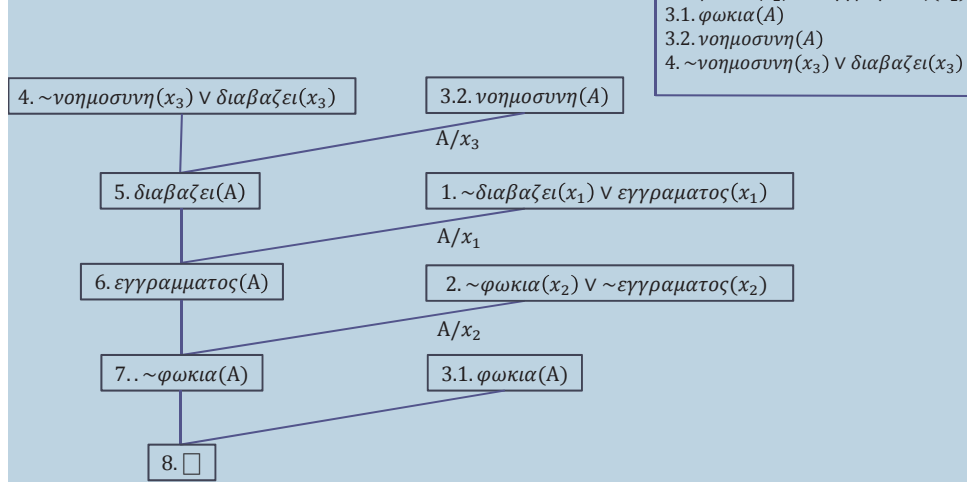 3.1. φωκια(A)
3.2. νοημοσυνη(A)
4. ~νοημοσυνη(x₃) ∨ διαβαζει(x₃)
4. ~νοημοσυνη(x₃) ∨ διαβαζει(x₃)
3.2. νοημοσυνη(A)
A/x₃
5. διαβαζει(A)
1. ~διαβαζει(x₁) ∨ εγγραματος(x₁)
A/x₁
6. εγγραμματος(A)
2. ~φωκια(x₂) ∨ ~εγγραματος(x₂)
A/x₂
7. . ~φωκια(A)
3.1. φωκια(A)
8. □